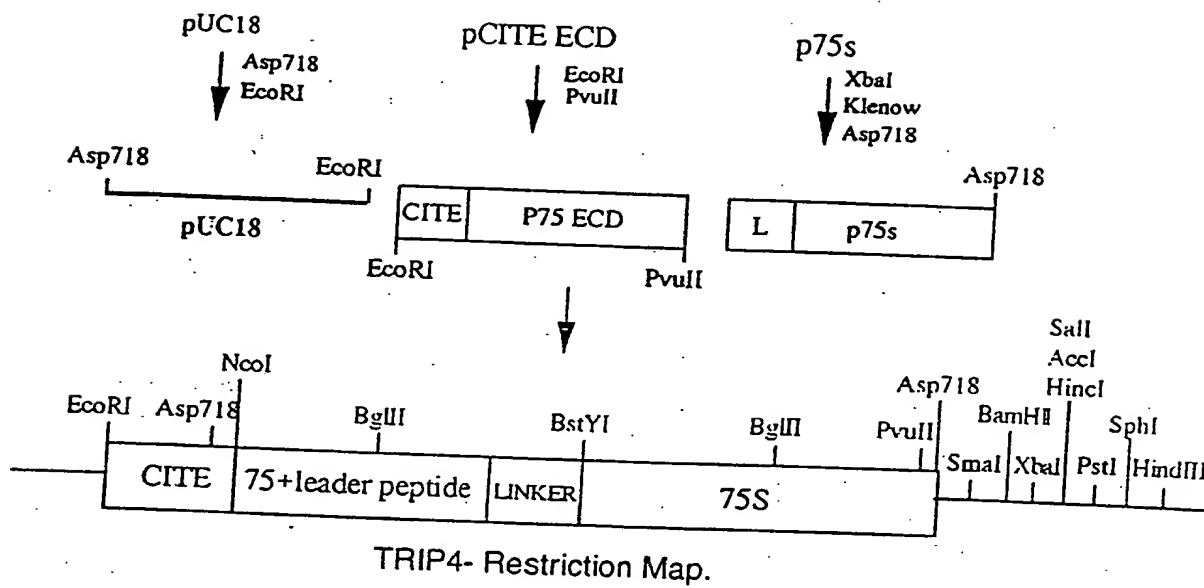 pUC18
Asp718
EcoRI
pCITE ECD
EcoRI
PvuII
p75s
XbaI
Klenow
Asp718
Asp718
EcoRI
pUC18
CITE
P75 ECD
EcoRI
PvuII
Asp718
L
p75s
EcoRI
Asp718
NcoI
BglII
BstYI
BglII
PvuII
Asp718
SmaI
BamHI
XbaI
SalI
AccI
HincI
PstI
SphI
HindIII
CITE
75+leader peptide
LINKER
75S
TRIP4- Restriction Map.